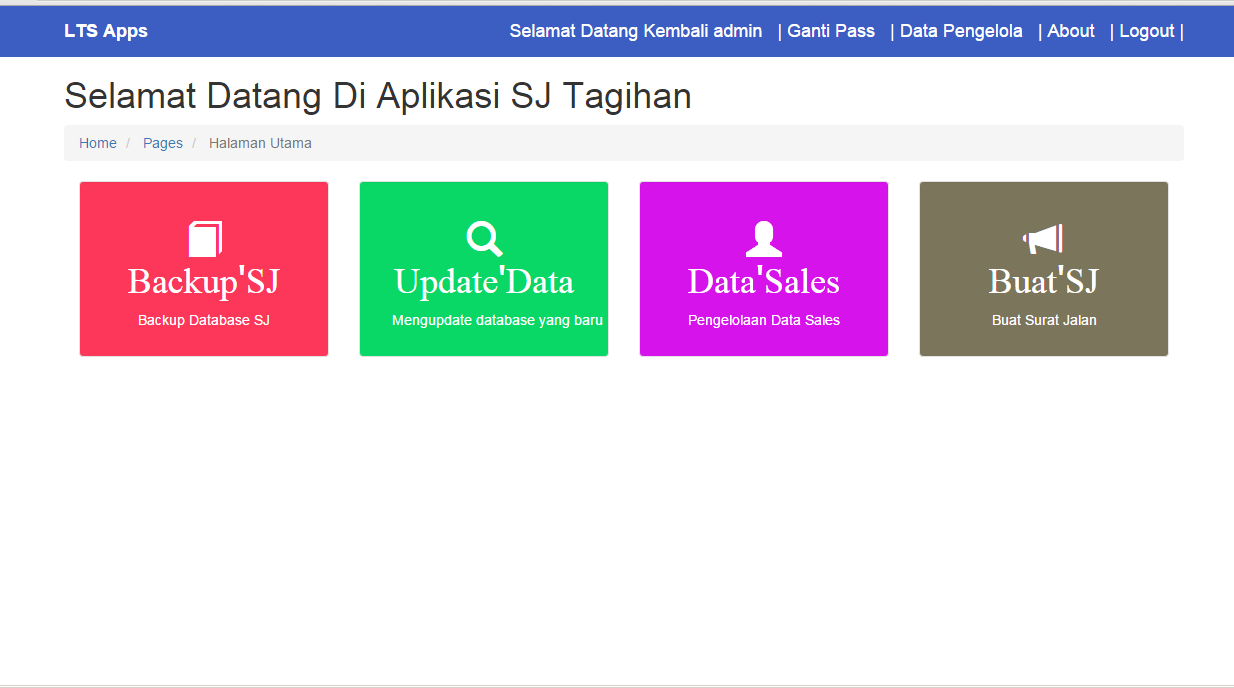 LTS Apps Selamat Datang Kembali admin | Ganti Pass | Data Pengelola | About | Logout |
Selamat Datang Di Aplikasi SJ Tagihan
Home / Pages / Halaman Utama
Backup'SJ
Backup Database SJ
Update'Data
Mengupdate database yang baru
Data'Sales
Pengelolaan Data Sales
Buat'SJ
Buat Surat Jalan